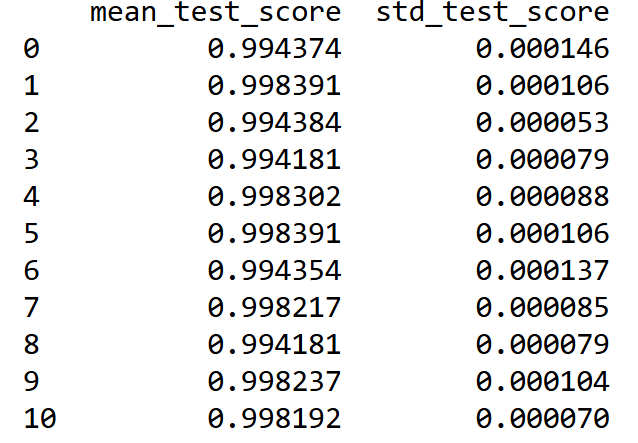 mean_test_score std_test_score
0 0.994374 0.000146
1 0.998391 0.000106
2 0.994384 0.000053
3 0.994181 0.000079
4 0.998302 0.000088
5 0.998391 0.000106
6 0.994354 0.000137
7 0.998217 0.000085
8 0.994181 0.000079
9 0.998237 0.000104
10 0.998192 0.000070